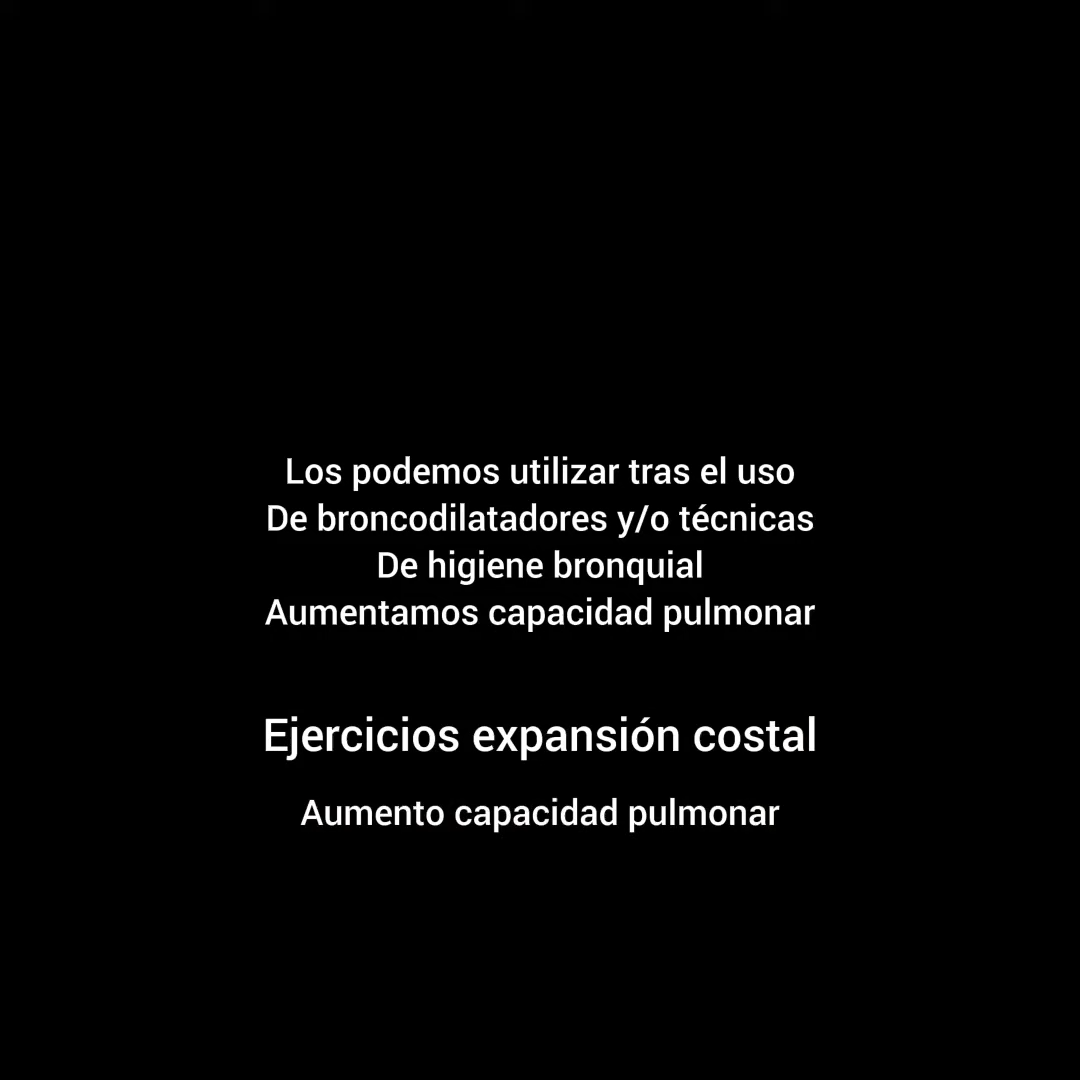 Los podemos utilizar tras el uso
De broncodilatadores y/o técnicas
De higiene bronquial
Aumentamos capacidad pulmonar
Ejercicios expansión costal
Aumento capacidad pulmonar